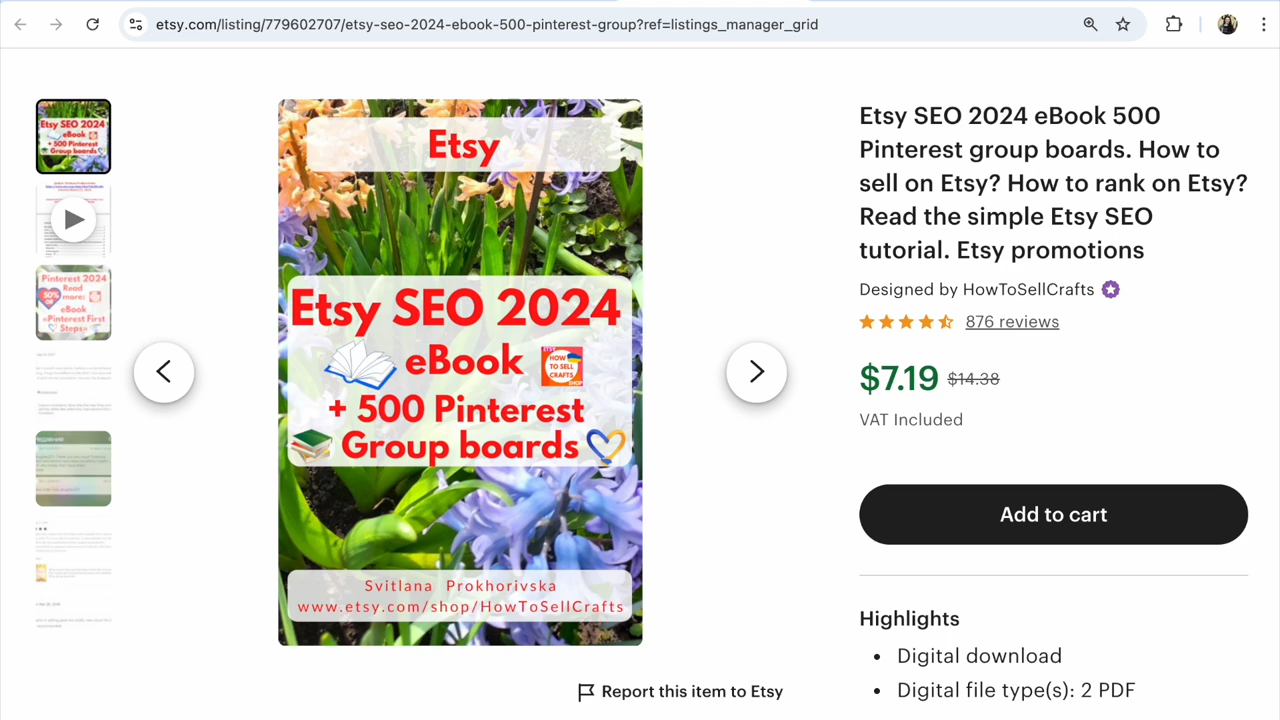 etsy.com/listing/779602707/etsy-seo-2024-ebook-500-pinterest-group?ref=listings_manager_grid
Etsy SEO 2024
eBook
+ 500 Pinterest
Group boards
Pinterest 2024
Read
more:
50%
eBook
«Pinterest First
Steps»
Etsy
Etsy SEO 2024
eBook
ETSY
HOW
TO SELL
CRAFTS
SHOP
+ 500 Pinterest
Group boards
Svitlana Prokhorivska
www.etsy.com/shop/HowToSellCrafts
Report this item to Etsy
Etsy SEO 2024 eBook 500
Pinterest group boards. How to
sell on Etsy? How to rank on Etsy?
Read the simple Etsy SEO
tutorial. Etsy promotions
Designed by HowToSellCrafts
876 reviews
$7.19 $14.38
VAT Included
Add to cart
Highlights
• Digital download
• Digital file type(s): 2 PDF